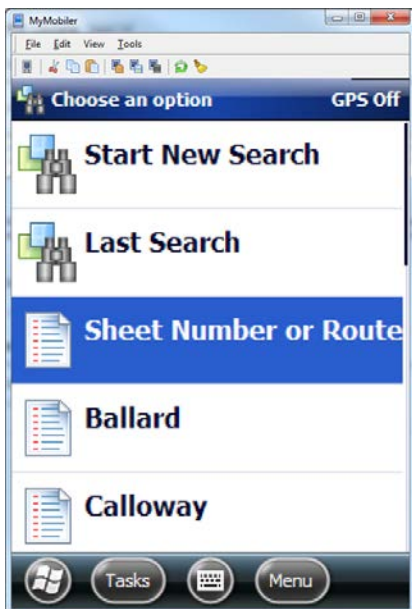 MyMobiler
File Edit View Tools
Choose an option GPS Off
Start New Search
Last Search
Sheet Number or Route
Ballard
Calloway
Tasks Menu